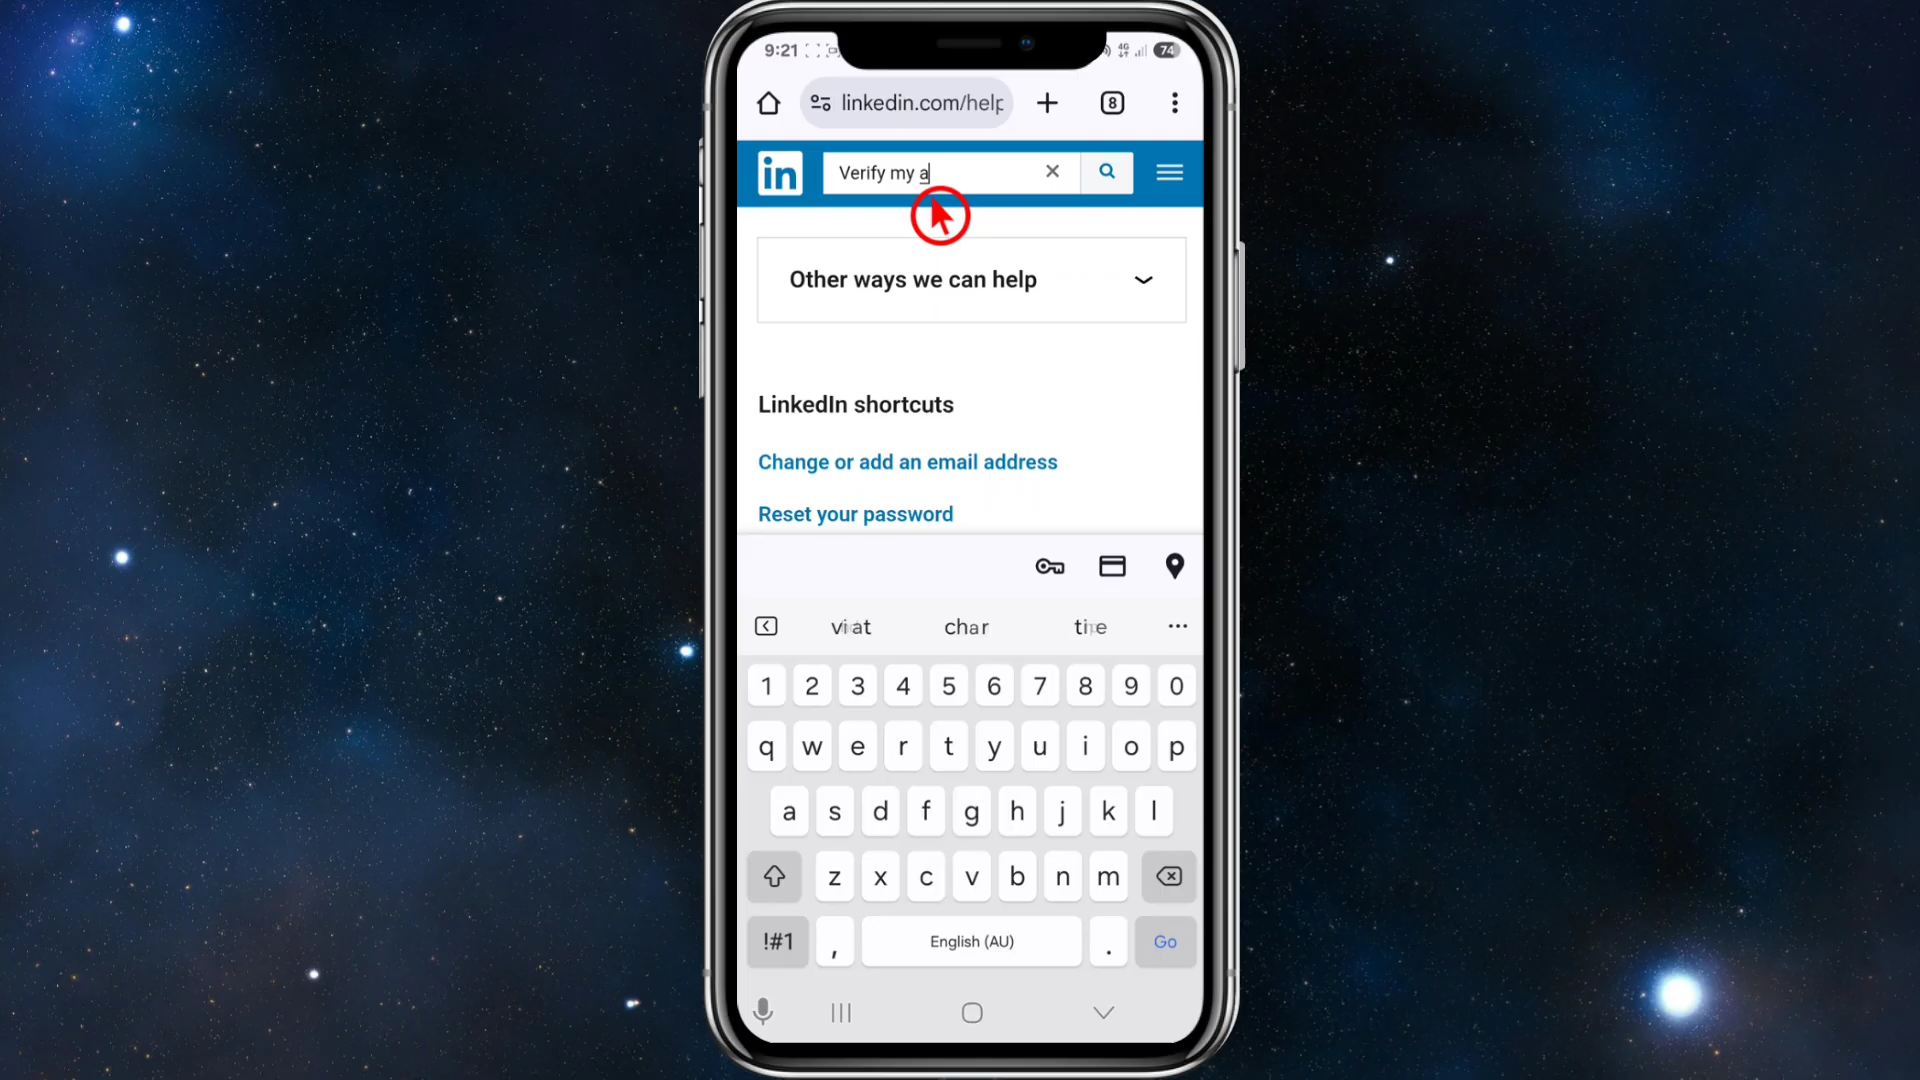 9:21
4G
74
linkedin.com/help
8
in
Verify my a
Other ways we can help
LinkedIn shortcuts
Change or add an email address
Reset your password
1 2 3 4 5 6 7 8 9 0
q w e r t y u i o p
a s d f g h j k l
z x c v b n m
!#1 , English (AU) . Go